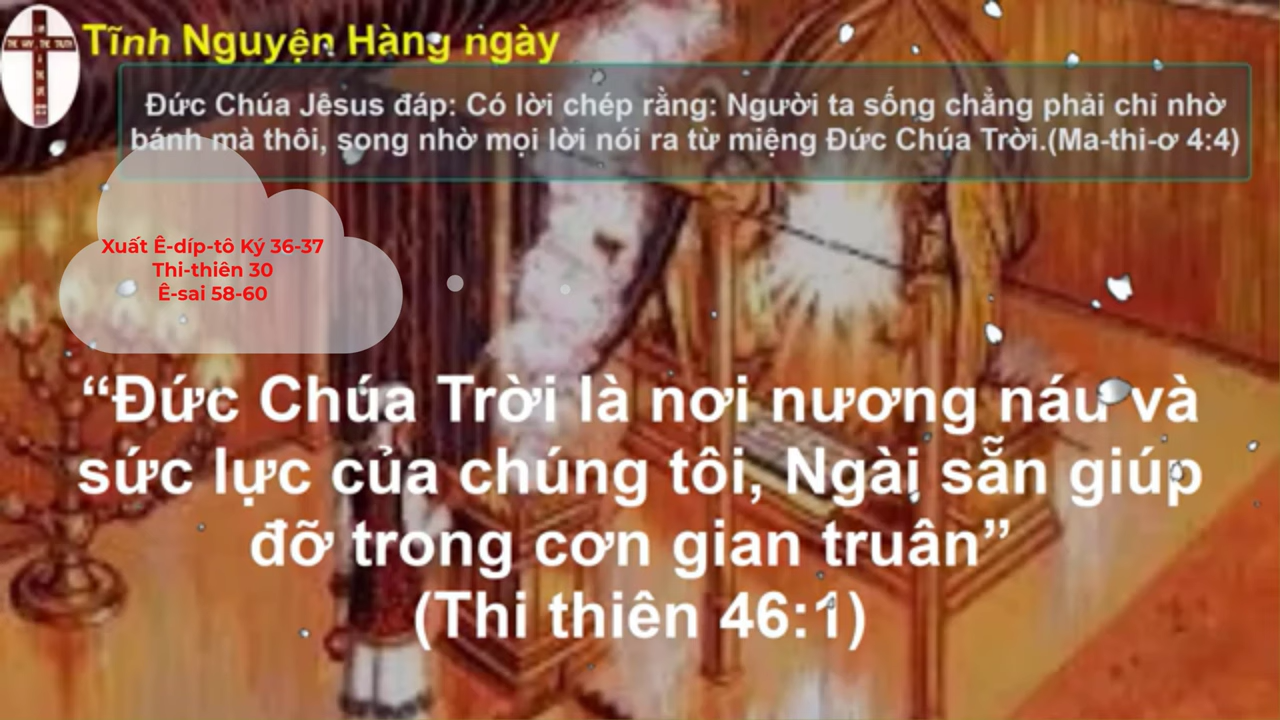 Tĩnh Nguyện Hàng ngày
Đức Chúa Jêsus đáp: Có lời chép rằng: Người ta sống chẳng phải chỉ nhờ
bánh mà thôi, song nhờ mọi lời nói ra từ miệng Đức Chúa Trời.(Ma-thi-ơ 4:4)
Xuất Ê-díp-tô Ký 36-37
Thi-thiên 30
Ê-sai 58-60
“Đức Chúa Trời là nơi nương náu và
sức lực của chúng tôi, Ngài sẵn giúp
đỡ trong cơn gian truân”
(Thi thiên 46:1)